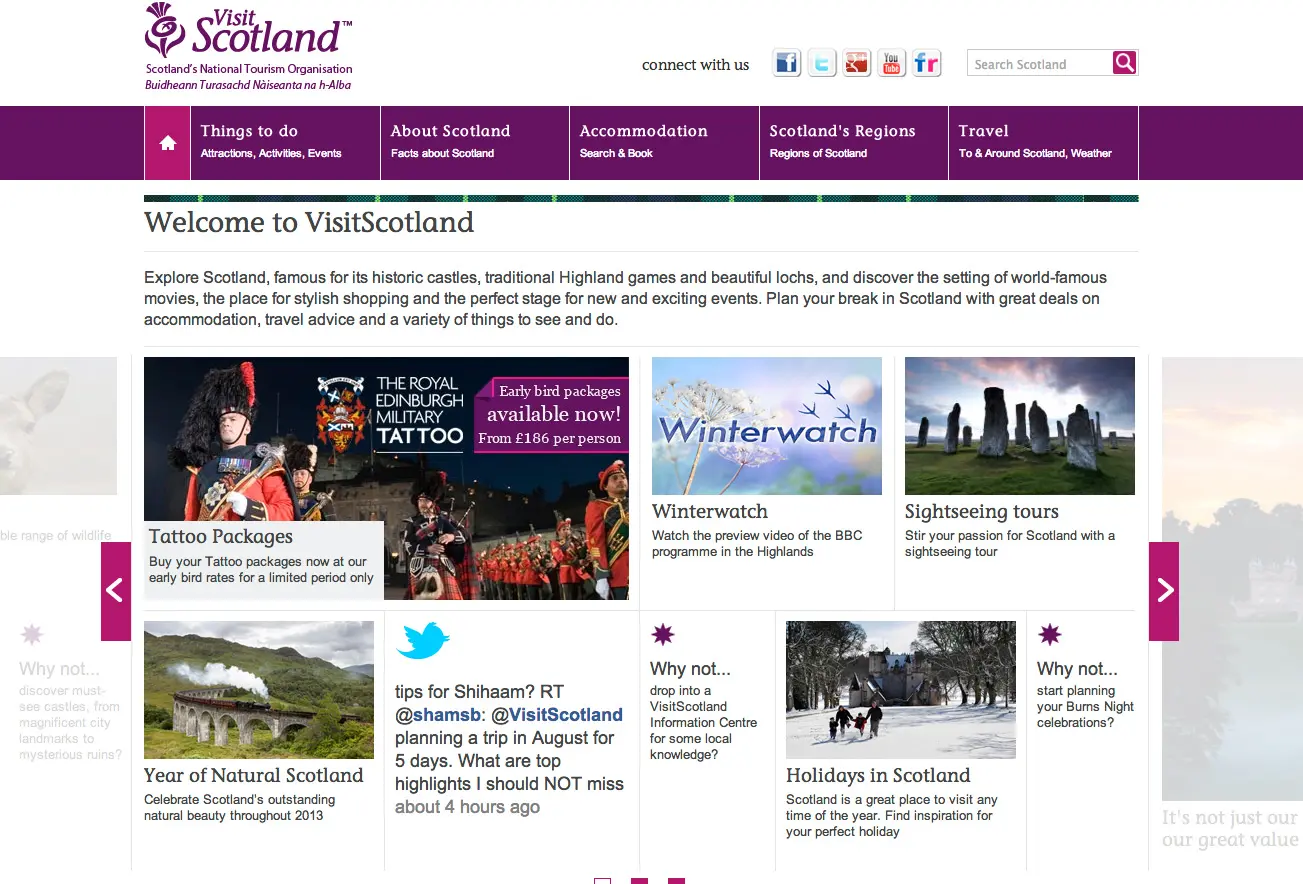 Visit
Scotland™
Scotland's National Tourism Organisation
Buidheann Turasachd Nàiseanta na h-Alba
connect with us
f
t
g+
You
Tube
fr
Search Scotland
Things to do
Attractions, Activities, Events
About Scotland
Facts about Scotland
Accommodation
Search & Book
Scotland's Regions
Regions of Scotland
Travel
To & Around Scotland, Weather
Welcome to VisitScotland
Explore Scotland, famous for its historic castles, traditional Highland games and beautiful lochs, and discover the setting of world-famous
movies, the place for stylish shopping and the perfect stage for new and exciting events. Plan your break in Scotland with great deals on
accommodation, travel advice and a variety of things to see and do.
THE ROYAL
EDINBURGH
MILITARY
TATTOO
Early bird packages
available now!
From £186 per person
Tattoo Packages
Buy your Tattoo packages now at our
early bird rates for a limited period only
Winterwatch
Winterwatch
Watch the preview video of the BBC
programme in the Highlands
Sightseeing tours
Stir your passion for Scotland with a
sightseeing tour
ble range of wildlife
Why not...
discover must-
see castles, from
magnificent city
landmarks to
mysterious ruins?
Year of Natural Scotland
Celebrate Scotland's outstanding
natural beauty throughout 2013
tips for Shihaam? RT
@shamsb: @VisitScotland
planning a trip in August for
5 days. What are top
highlights I should NOT miss
about 4 hours ago
Why not...
drop into a
VisitScotland
Information Centre
for some local
knowledge?
Holidays in Scotland
Scotland is a great place to visit any
time of the year. Find inspiration for
your perfect holiday
Why not...
start planning
your Burns Night
celebrations?
It's not just our
our great value